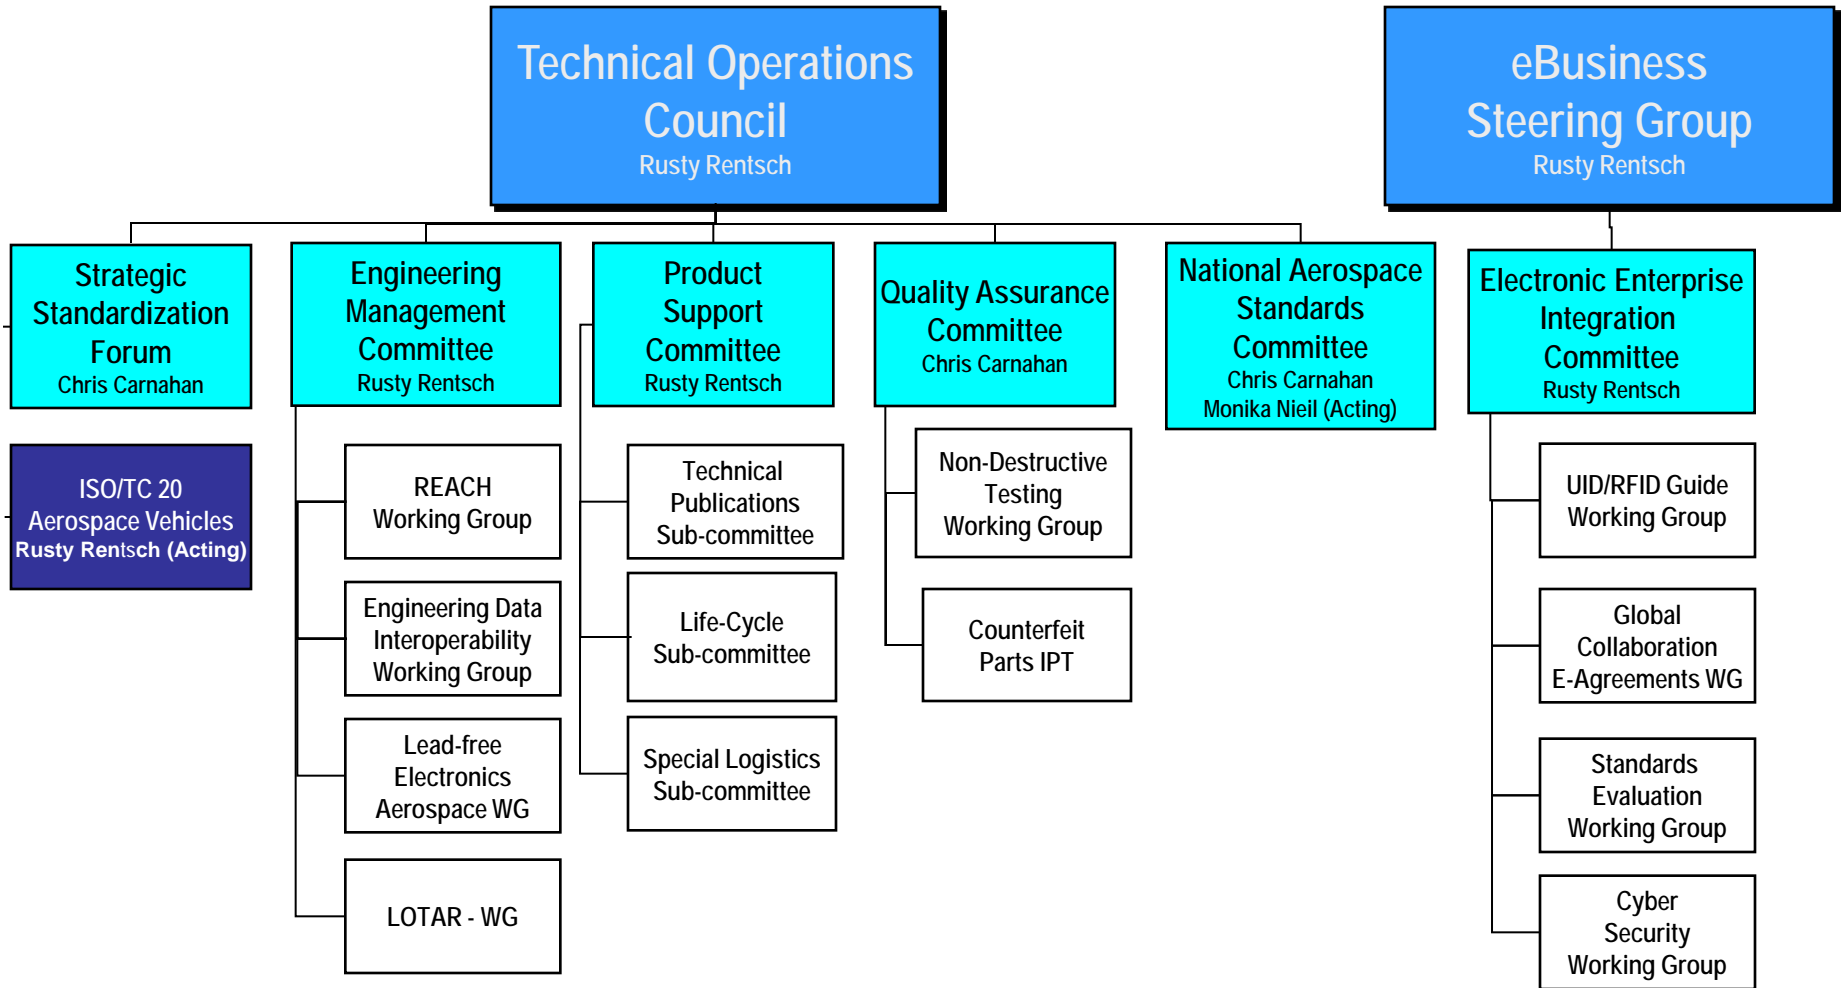 Technical Operations
Council
Rusty Rentsch
eBusiness
Steering Group
Rusty Rentsch
Strategic
Standardization
Forum
Chris Carnahan
Engineering
Management
Committee
Rusty Rentsch
Product
Support
Committee
Rusty Rentsch
Quality Assurance
Committee
Chris Carnahan
National Aerospace
Standards
Committee
Chris Carnahan
Monika Nieil (Acting)
Electronic Enterprise
Integration
Committee
Rusty Rentsch
ISO/TC 20
Aerospace Vehicles
Rusty Rentsch (Acting)
REACH
Working Group
Engineering Data
Interoperability
Working Group
Lead-free
Electronics
Aerospace WG
LOTAR - WG
Technical
Publications
Sub-committee
Life-Cycle
Sub-committee
Special Logistics
Sub-committee
Non-Destructive
Testing
Working Group
Counterfeit
Parts IPT
UID/RFID Guide
Working Group
Global
Collaboration
E-Agreements WG
Standards
Evaluation
Working Group
Cyber
Security
Working Group